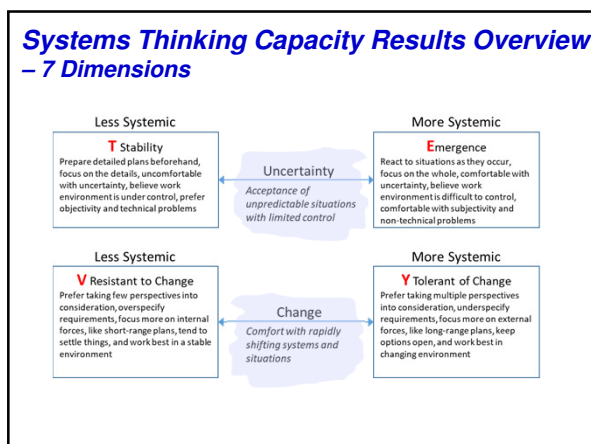 Systems Thinking Capacity Results Overview
– 7 Dimensions
Less Systemic
T Stability
Prepare detailed plans beforehand,
focus on the details, uncomfortable
with uncertainty, believe work
environment is under control, prefer
objectivity and technical problems
Uncertainty
Acceptance of
unpredictable situations
with limited control
More Systemic
Emergence
React to situations as they occur,
focus on the whole, comfortable with
uncertainty, believe work
environment is difficult to control,
comfortable with subjectivity and
non-technical problems
Less Systemic
V Resistant to Change
Prefer taking few perspectives into
consideration, overspecify
requirements, focus more on internal
forces, like short-range plans, tend to
settle things, and work best in a stable
environment
Change
Comfort with rapidly
shifting systems and
situations
More Systemic
Y Tolerant of Change
Prefer taking multiple perspectives
into consideration, underspecify
requirements, focus more on external
forces, like long-range plans, keep
options open, and work best in
changing environment